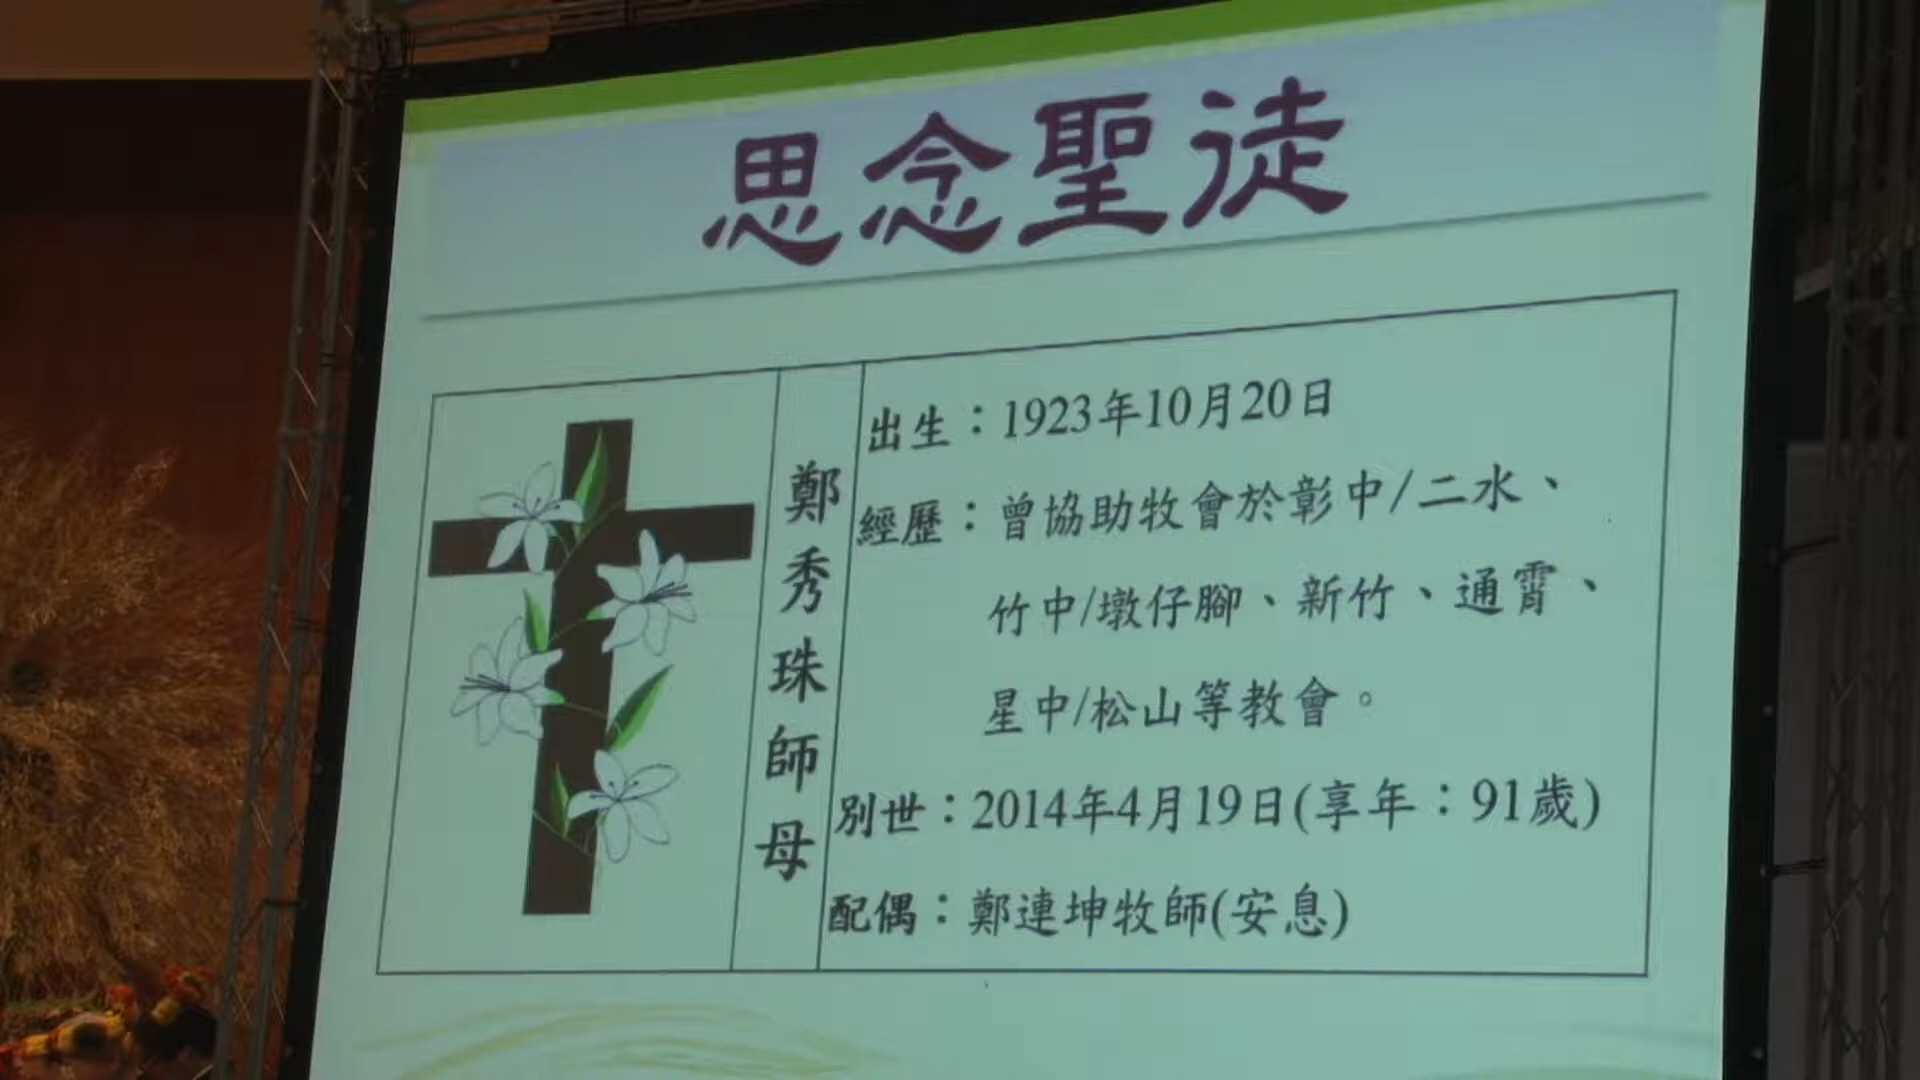 思念聖徒
鄭秀珠師母
出生：1923年10月20日
經歷：曾協助牧會於彰中/二水、
竹中/墩仔腳、新竹、通霄、
星中/松山等教會。
別世：2014年4月19日(享年：91歲)
配偶：鄭連坤牧師(安息)